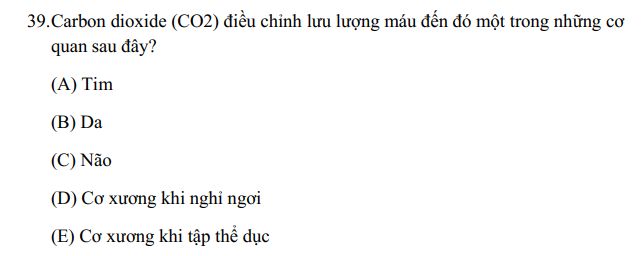 39.Carbon dioxide (CO2) điều chỉnh lưu lượng máu đến đó một trong những cơ
quan sau đây?
(A) Tim
(B) Da
(C) Não
(D) Cơ xương khi nghỉ ngơi
(E) Cơ xương khi tập thể dục